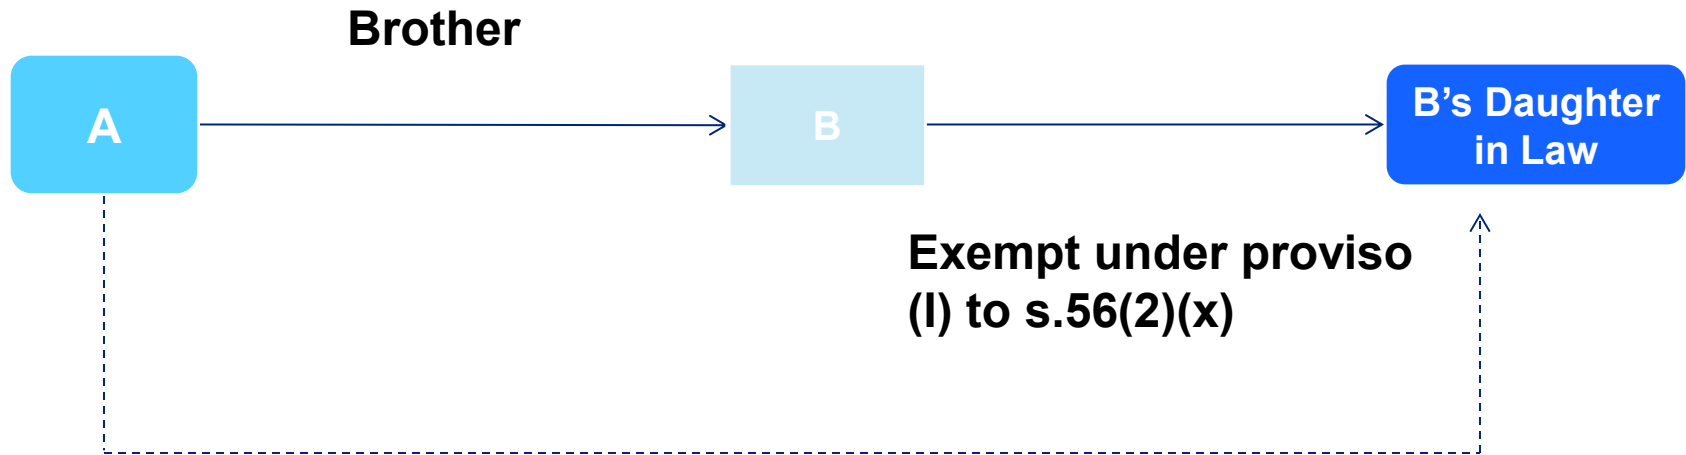 Brother
A
B
B’s Daughter
in Law
Exempt under proviso
(I) to s.56(2)(x)